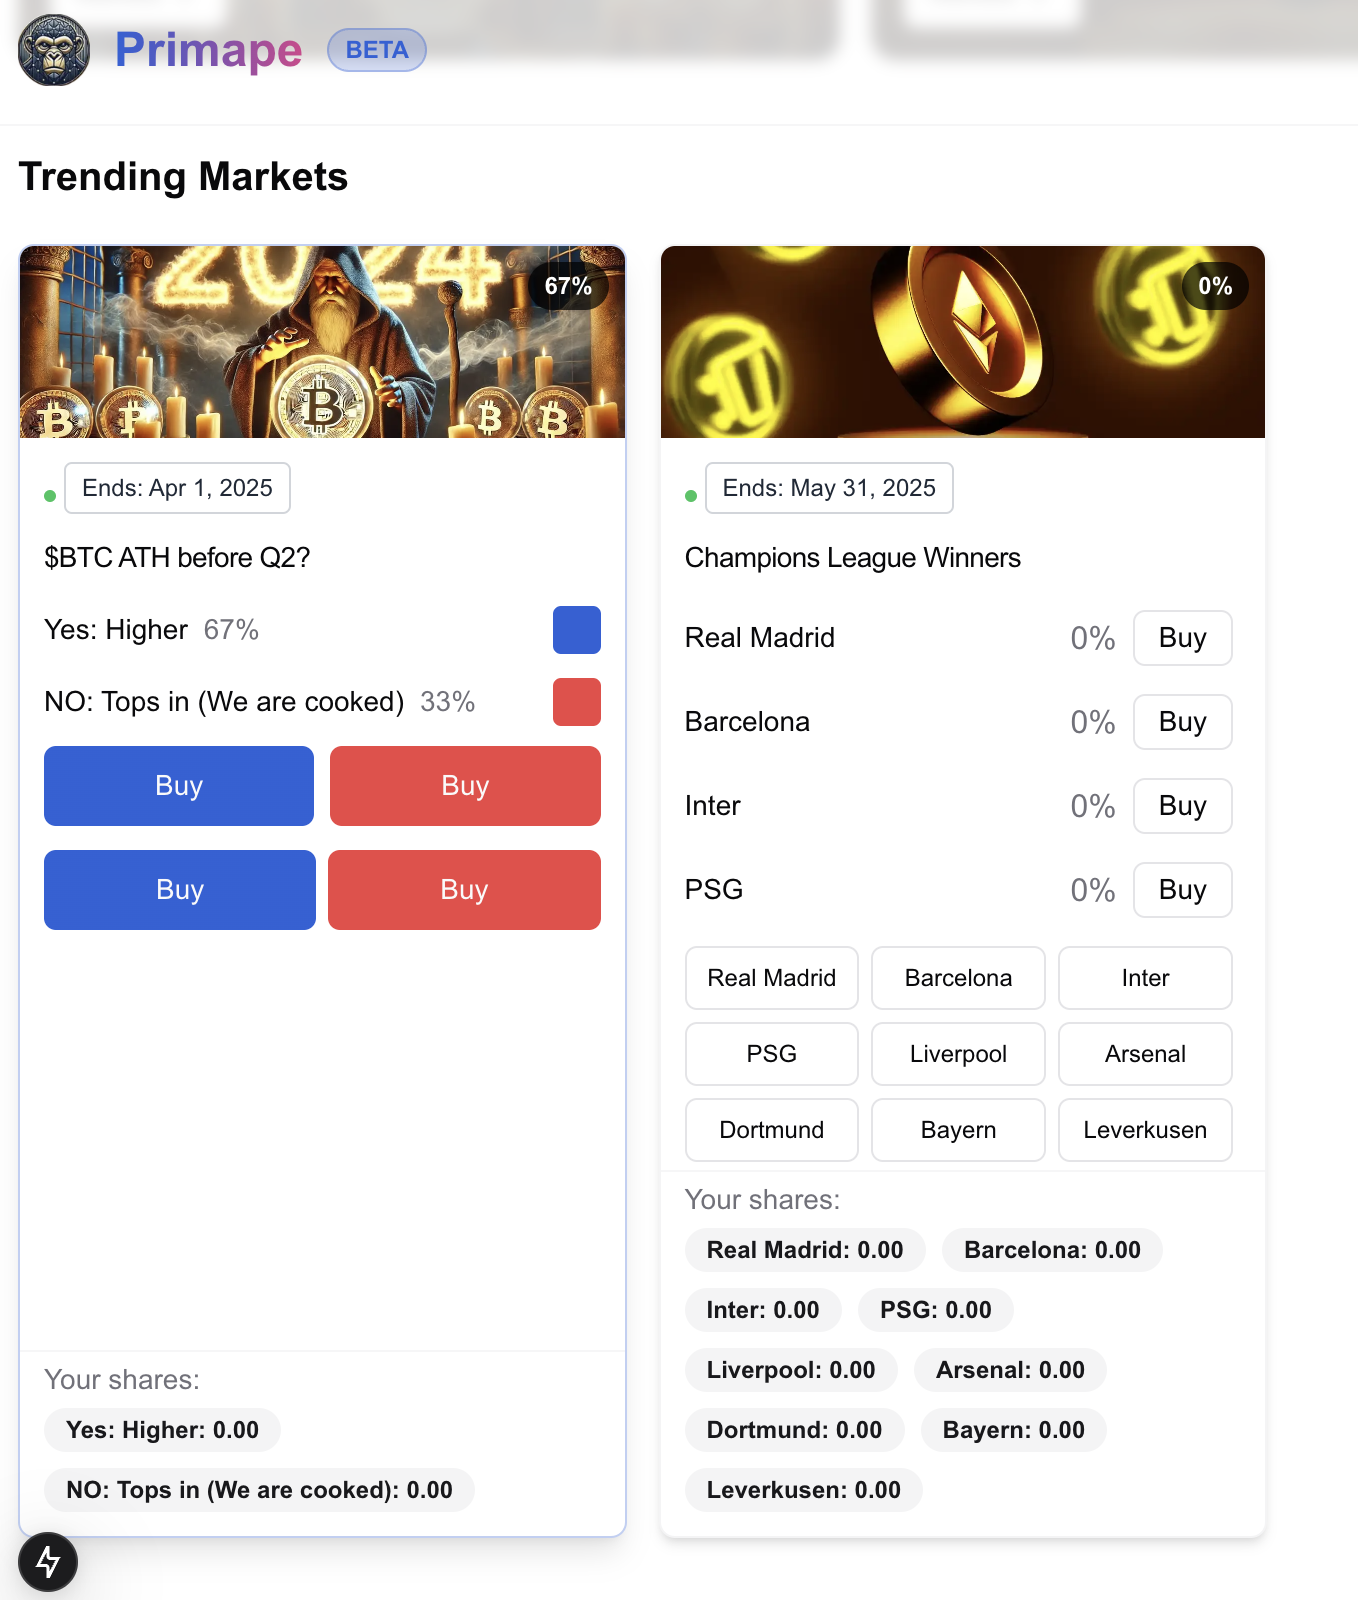 Primape BETA
Trending Markets
2024
67%
Ends: Apr 1, 2025
$BTC ATH before Q2?
Yes: Higher 67%
NO: Tops in (We are cooked) 33%
Buy Buy
Buy Buy
Your shares:
Yes: Higher: 0.00
NO: Tops in (We are cooked): 0.00
0%
Ends: May 31, 2025
Champions League Winners
Real Madrid 0% Buy
Barcelona 0% Buy
Inter 0% Buy
PSG 0% Buy
Real Madrid Barcelona Inter
PSG Liverpool Arsenal
Dortmund Bayern Leverkusen
Your shares:
Real Madrid: 0.00 Barcelona: 0.00
Inter: 0.00 PSG: 0.00
Liverpool: 0.00 Arsenal: 0.00
Dortmund: 0.00 Bayern: 0.00
Leverkusen: 0.00